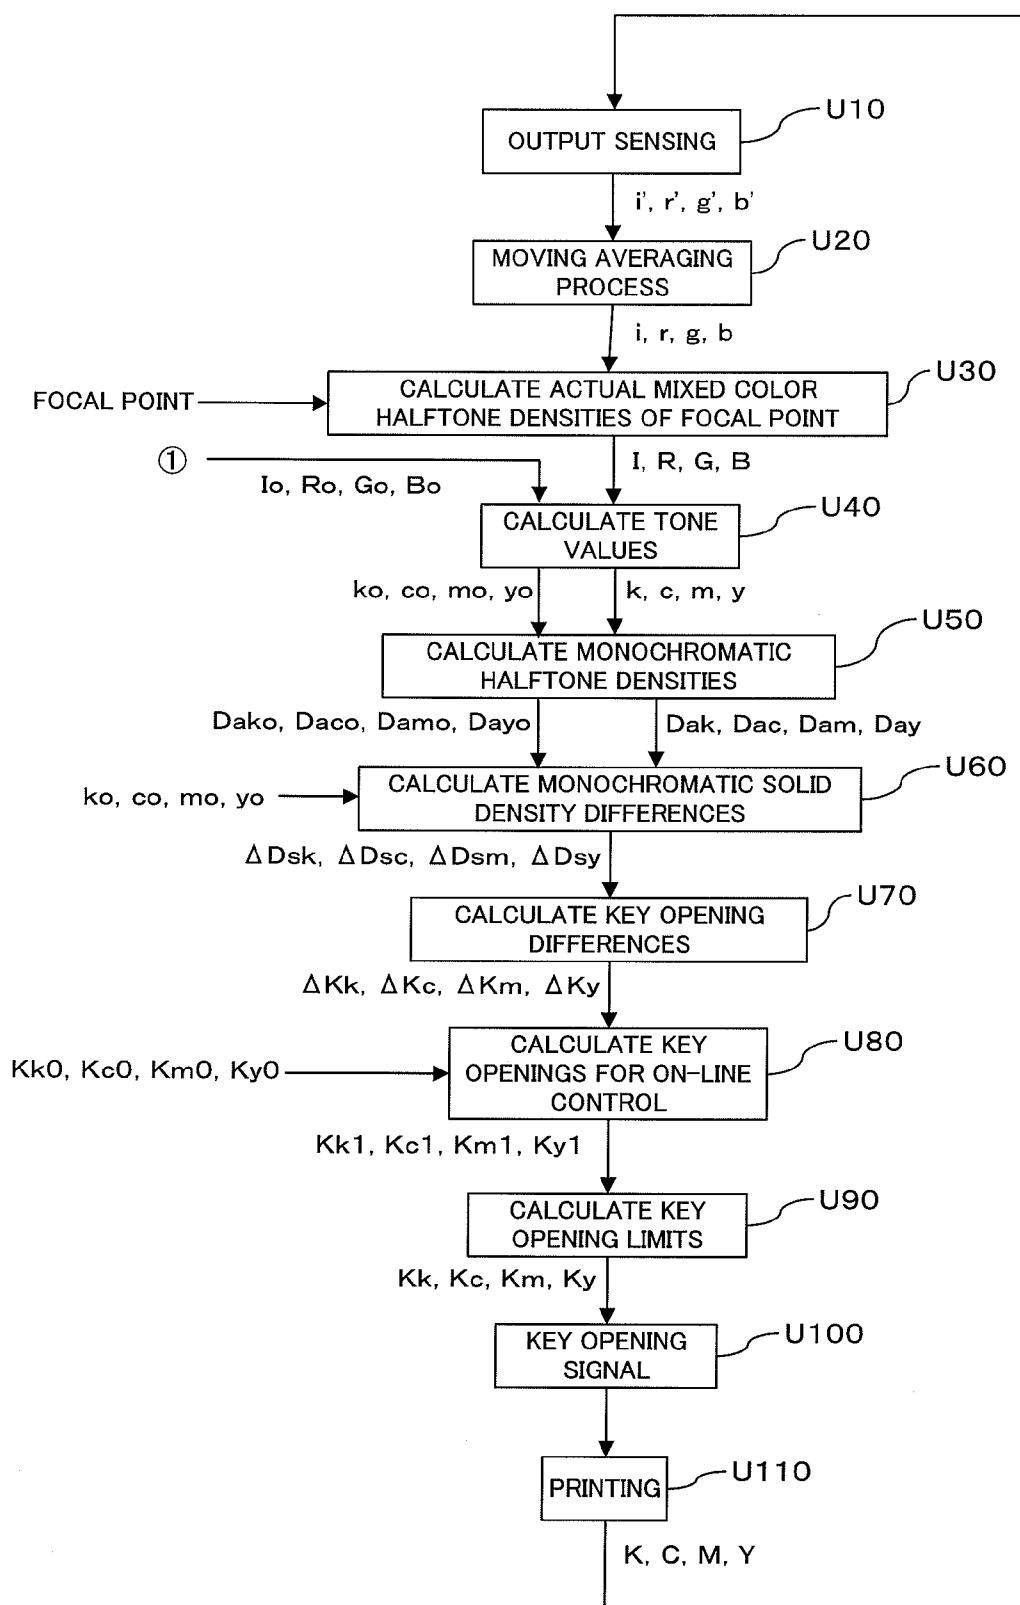 U10
OUTPUT SENSING
i', r', g', b'
U20
MOVING AVERAGING
PROCESS
i, r, g, b
U30
CALCULATE ACTUAL MIXED COLOR
HALFTONE DENSITIES OF FOCAL POINT
FOCAL POINT
①
Io, Ro, Go, Bo
I, R, G, B
U40
CALCULATE TONE
VALUES
ko, co, mo, yo
k, c, m, y
U50
CALCULATE MONOCHROMATIC
HALFTONE DENSITIES
Dako, Daco, Damo, Dayo
Dak, Dac, Dam, Day
U60
CALCULATE MONOCHROMATIC SOLID
DENSITY DIFFERENCES
ko, co, mo, yo
ΔDsk, ΔDsc, ΔDsm, ΔDsy
U70
CALCULATE KEY OPENING
DIFFERENCES
ΔKk, ΔKc, ΔKm, ΔKy
U80
CALCULATE KEY
OPENINGS FOR ON-LINE
CONTROL
Kk0, Kc0, Km0, Ky0
Kk1, Kc1, Km1, Ky1
U90
CALCULATE KEY
OPENING LIMITS
Kk, Kc, Km, Ky
U100
KEY OPENING
SIGNAL
U110
PRINTING
K, C, M, Y